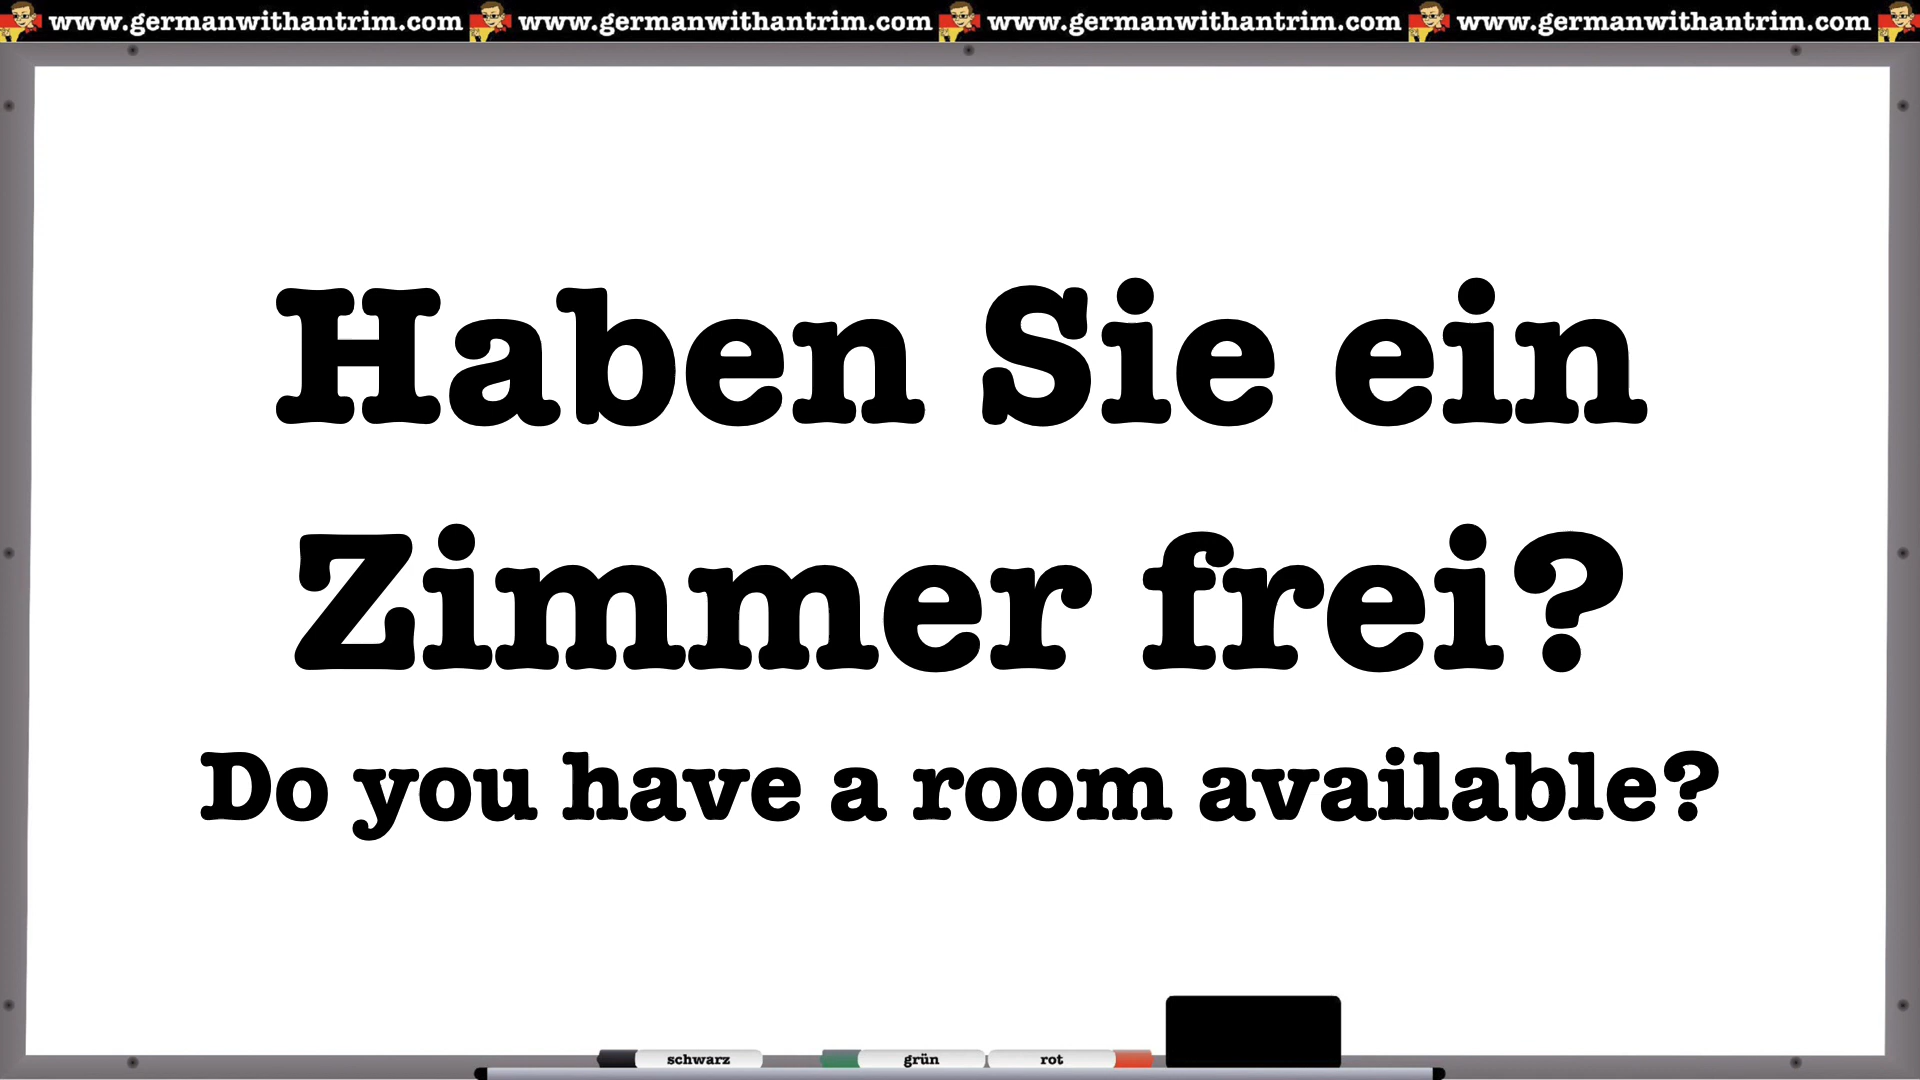 www.germanwithantrim.com www.germanwithantrim.com www.germanwithantrim.com www.germanwithantrim.com
Haben Sie ein
Zimmer frei?
Do you have a room available?
schwarz grün rot